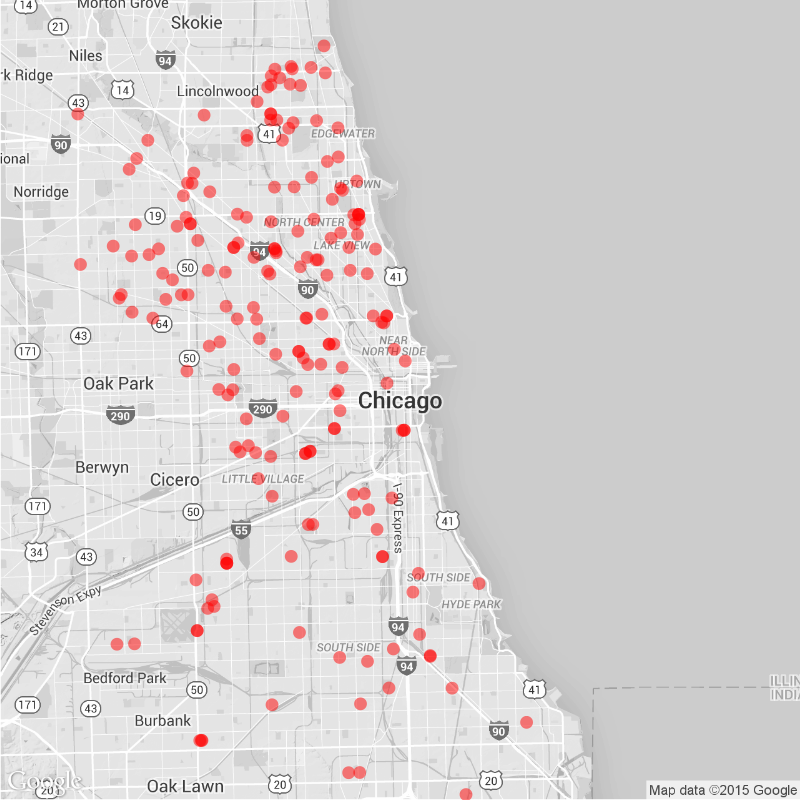 14
Morton Grove
21
Skokie
Niles
94
rk Ridge
14
Lincolnwood
43
41
EDGEWATER
90
ional
Norridge
UPTOWN
19
NORTH CENTER
LAKE VIEW
94
50
41
90
64
43
NEAR
NORTH SIDE
171
50
Oak Park
290
290
Chicago
Berwyn
Cicero
LITTLE VILLAGE
171
50
I-90 Express
41
55
34
43
SOUTH SIDE
Stevenson Expy
HYDE PARK
94
SOUTH SIDE
94
Bedford Park
ILLIN
INDIA
50
41
171
43
Burbank
90
Google
20
Oak Lawn
20
20
Map data ©2015 Google